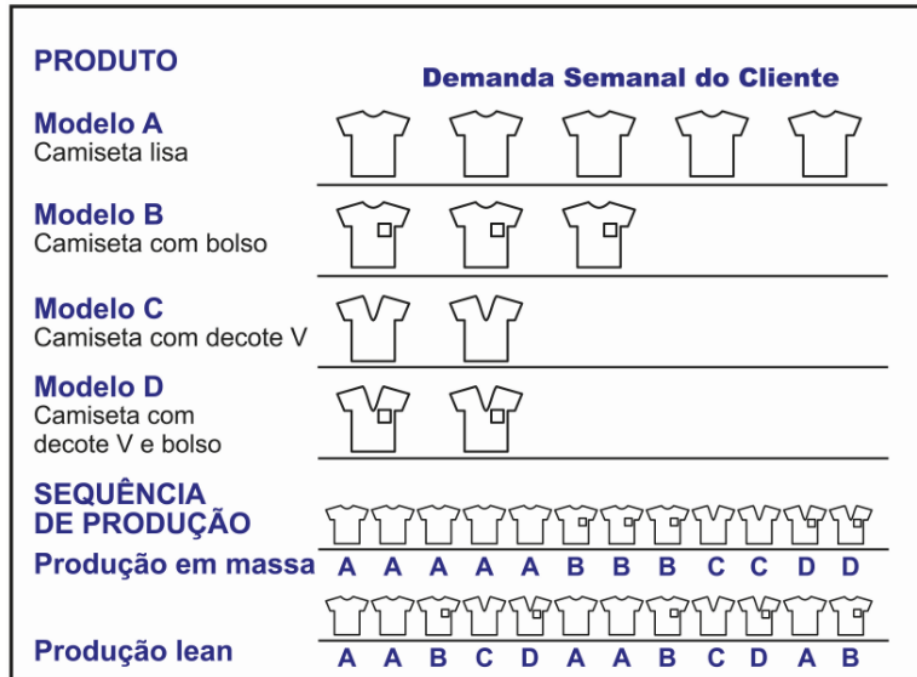 PRODUTO
Demanda Semanal do Cliente
Modelo A
Camiseta lisa
Modelo B
Camiseta com bolso
Modelo C
Camiseta com decote V
Modelo D
Camiseta com
decote V e bolso
SEQUÊNCIA
DE PRODUÇÃO
Produção em massa A A A A A B B B C C D D
Produção lean A A B C D A A B C D A B